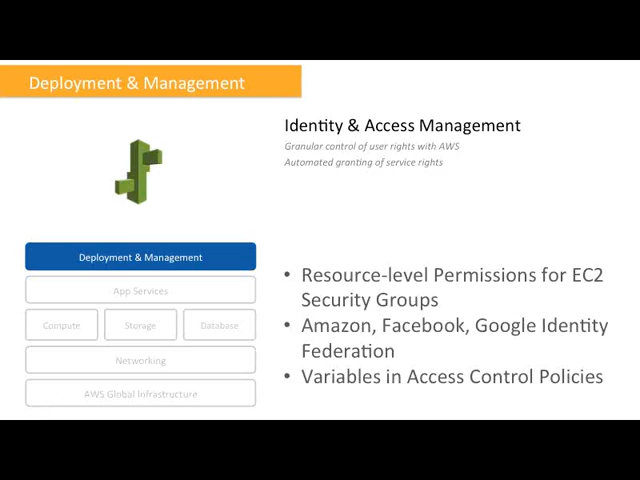 Deployment & Management
Identity & Access Management
Granular control of user rights with AWS
Automated granting of service rights
Deployment & Management
App Services
Compute
Storage
Database
Networking
AWS Global Infrastructure
• Resource-level Permissions for EC2
Security Groups
• Amazon, Facebook, Google Identity
Federation
• Variables in Access Control Policies